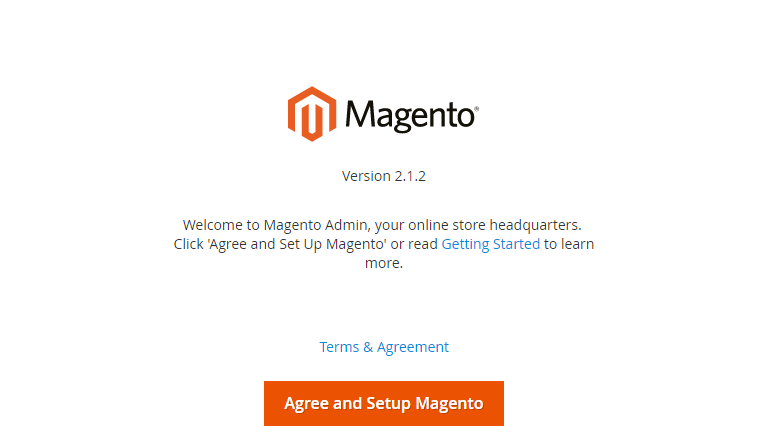 Magento®
Version 2.1.2
Welcome to Magento Admin, your online store headquarters.
Click 'Agree and Set Up Magento' or read Getting Started to learn
more.
Terms & Agreement
Agree and Setup Magento